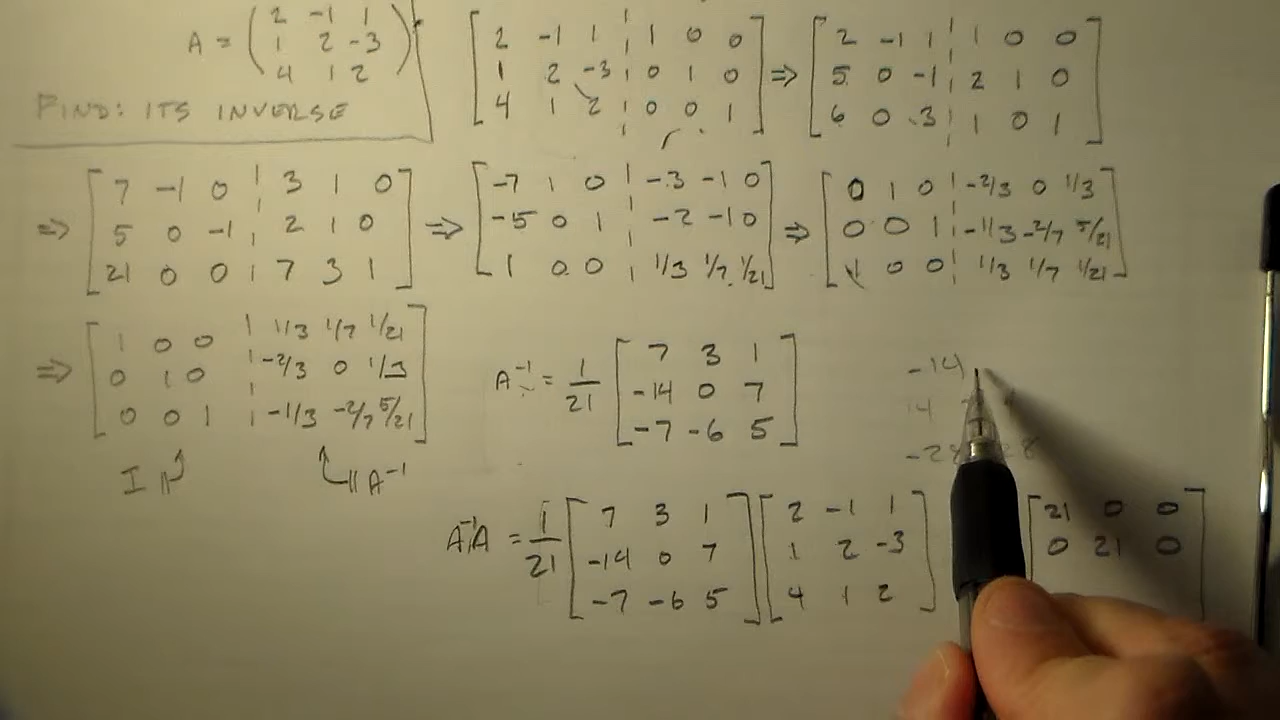 A = ( 2 -1 1
1 2 -3
4 1 2 )
FIND: ITS INVERSE
[ 2 -1 1 | 1 0 0
1 2 -3 | 0 1 0
4 1 2 | 0 0 1 ]
⇒ [ 2 -1 1 | 1 0 0
5 0 -1 | 2 1 0
6 0 3 | 1 0 1 ]
⇒ [ 7 -1 0 | 3 1 0
5 0 -1 | 2 1 0
21 0 0 | 7 3 1 ]
⇒ [ -7 1 0 | -3 -1 0
-5 0 1 | -2 -1 0
1 0 0 | 1/3 1/7 1/21 ]
⇒ [ 0 1 0 | -2/3 0 1/3
0 0 1 | -1/3 -2/7 5/21
1 0 0 | 1/3 1/7 1/21 ]
⇒ [ 1 0 0 | 1/3 1/7 1/21
0 1 0 | -2/3 0 1/3
0 0 1 | -1/3 -2/7 5/21 ]
I
A⁻¹
A⁻¹ = 1/21 [ 7 3 1
-14 0 7
-7 -6 5 ]
-14
14
-28 28
A⁻¹A = 1/21 [ 7 3 1
-14 0 7
-7 -6 5 ]
[ 2 -1 1
1 2 -3
4 1 2 ]
[ 21 0 0
0 21 0 ]